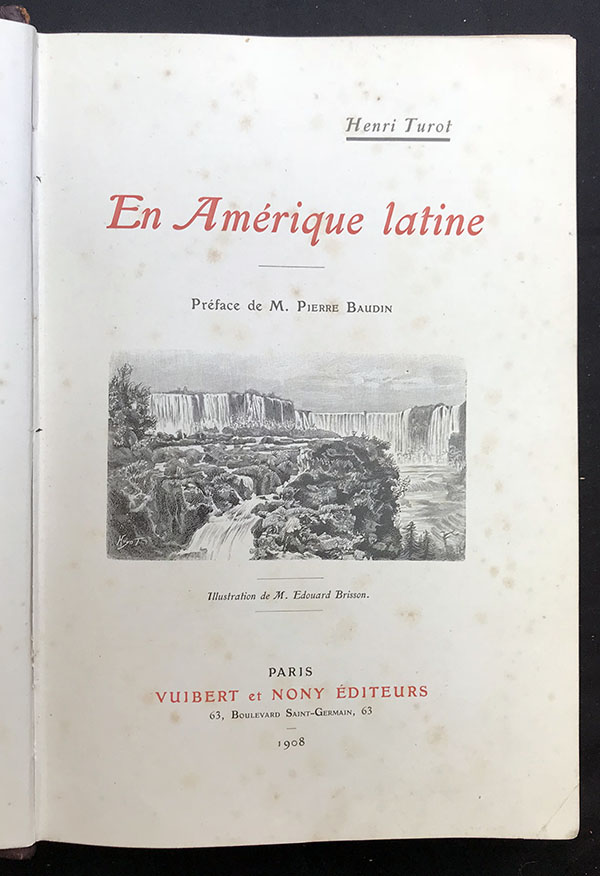 Henri Turot
En Amérique latine
Préface de M. Pierre Baudin
Illustration de M. Edouard Brisson.
PARIS
VUIBERT et NONY ÉDITEURS
63, Boulevard Saint-Germain, 63
1908